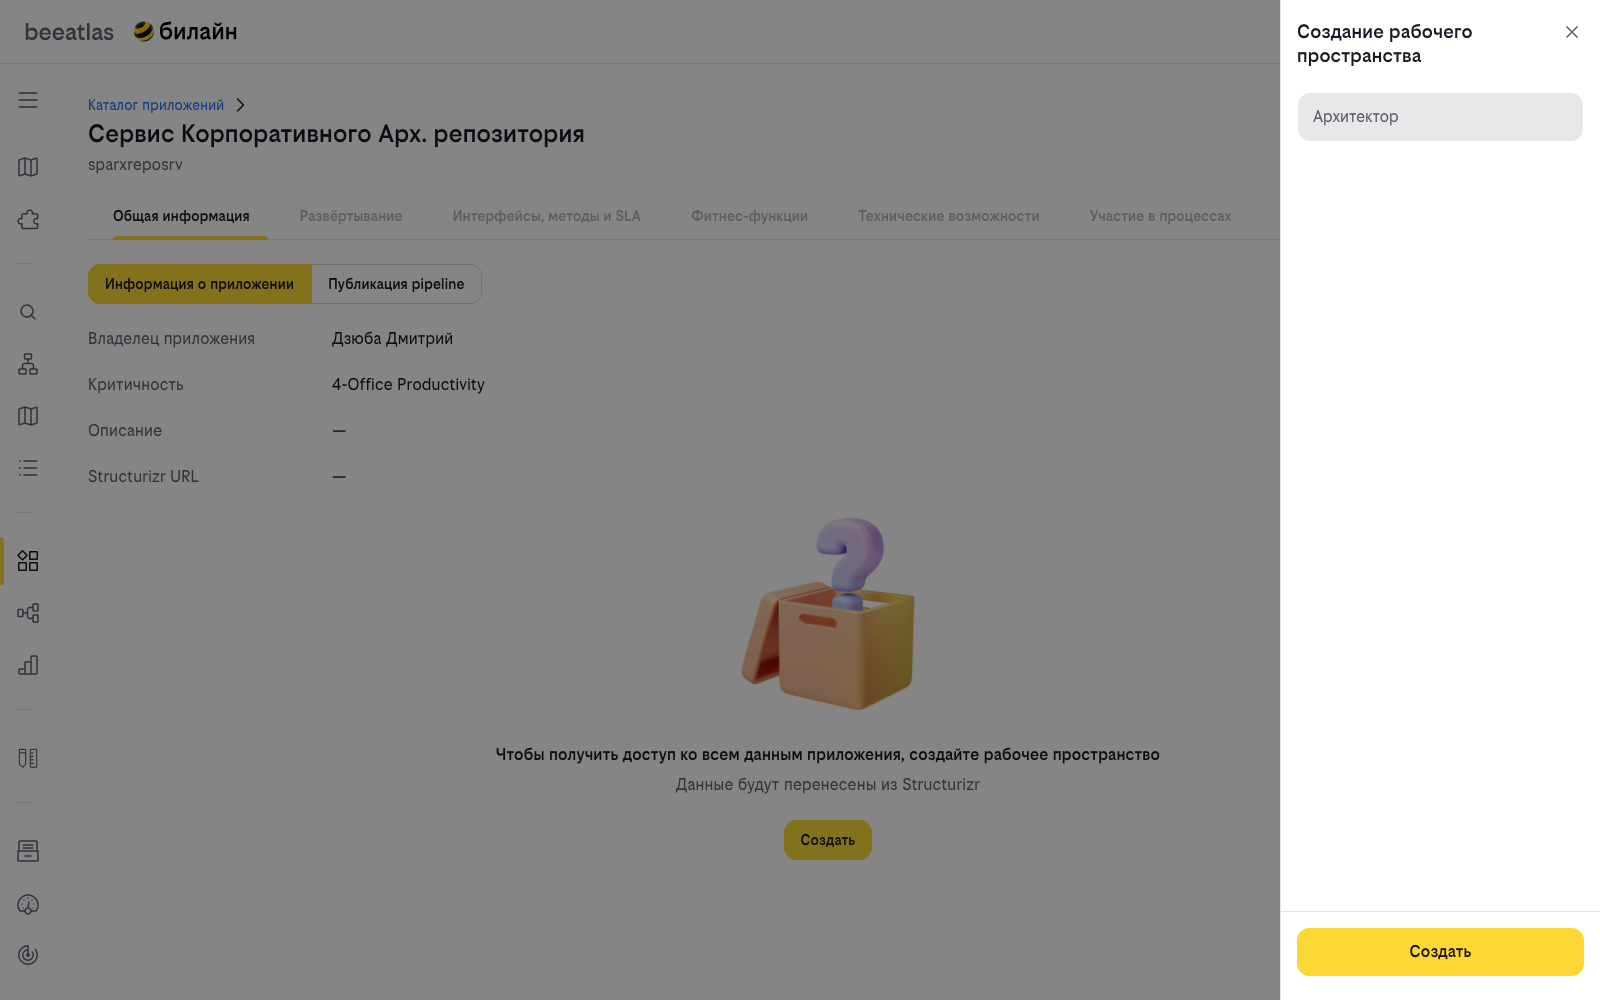 beeatlas билайн
Каталог приложений
Сервис Корпоративного Арх. репозитория
sparxreposrv
Общая информация Развёртывание Интерфейсы, методы и SLA Фитнес-функции Технические возможности Участие в процессах
Информация о приложении Публикация pipeline
Владелец приложения Дзюба Дмитрий
Критичность 4-Office Productivity
Описание —
Structurizr URL —
Чтобы получить доступ ко всем данным приложения, создайте рабочее пространство
Данные будут перенесены из Structurizr
Создать
Создание рабочего
пространства
Архитектор
Создать